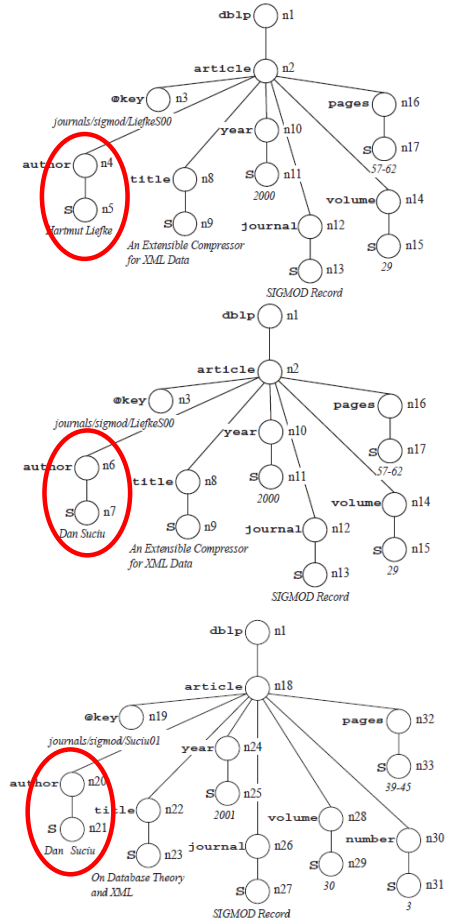 dblp n1
article n2
@key n3
journals/sigmod/LiefkeS00
pages n16
year n10
S n17
57-62
author n4
title n8
S n11
2000
volume n14
S n5
Hartmut Liefke
S n9
journal n12
S n15
29
An Extensible Compressor
for XML Data
S n13
SIGMOD Record
dblp n1
article n2
@key n3
journals/sigmod/LiefkeS00
pages n16
year n10
S n17
57-62
author n6
title n8
S n11
2000
volume n14
S n7
Dan Suciu
S n9
journal n12
S n15
29
An Extensible Compressor
for XML Data
S n13
SIGMOD Record
dblp n1
article n18
@key n19
journals/sigmod/Suciu01
pages n32
year n24
S n33
39-45
author n20
title n22
S n25
2001
volume n28
number n30
S n21
Dan Suciu
S n23
journal n26
S n29
30
On Database Theory
and XML
S n27
SIGMOD Record
S n31
3